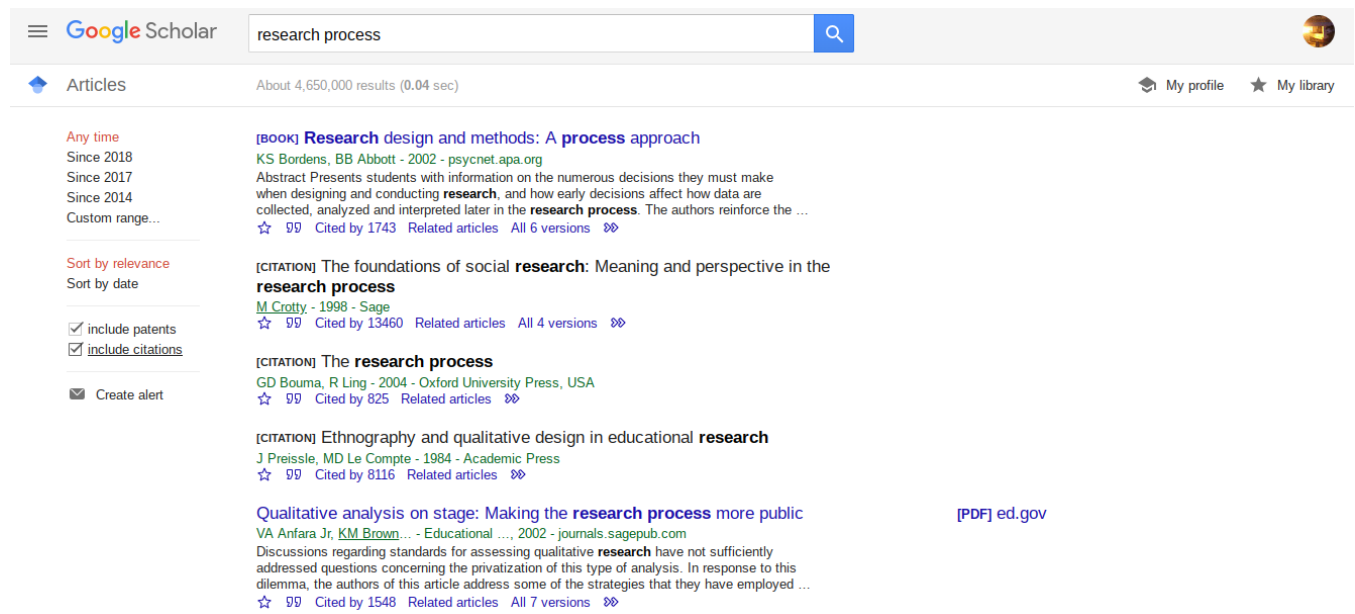 Google Scholar
research process
Articles
About 4,650,000 results (0.04 sec)
My profile
My library
Any time
Since 2018
Since 2017
Since 2014
Custom range...
Sort by relevance
Sort by date
include patents
include citations
Create alert
[BOOK] Research design and methods: A process approach
KS Bordens, BB Abbott - 2002 - psycnet.apa.org
Abstract Presents students with information on the numerous decisions they must make
when designing and conducting research, and how early decisions affect how data are
collected, analyzed and interpreted later in the research process. The authors reinforce the ...
Cited by 1743 Related articles All 6 versions
[CITATION] The foundations of social research: Meaning and perspective in the
research process
M Crotty - 1998 - Sage
Cited by 13460 Related articles All 4 versions
[CITATION] The research process
GD Bouma, R Ling - 2004 - Oxford University Press, USA
Cited by 825 Related articles
[CITATION] Ethnography and qualitative design in educational research
J Preissle, MD Le Compte - 1984 - Academic Press
Cited by 8116 Related articles
Qualitative analysis on stage: Making the research process more public
[PDF] ed.gov
VA Anfara Jr, KM Brown... - Educational ..., 2002 - journals.sagepub.com
Discussions regarding standards for assessing qualitative research have not sufficiently
addressed questions concerning the privatization of this type of analysis. In response to this
dilemma, the authors of this article address some of the strategies that they have employed ...
Cited by 1548 Related articles All 7 versions